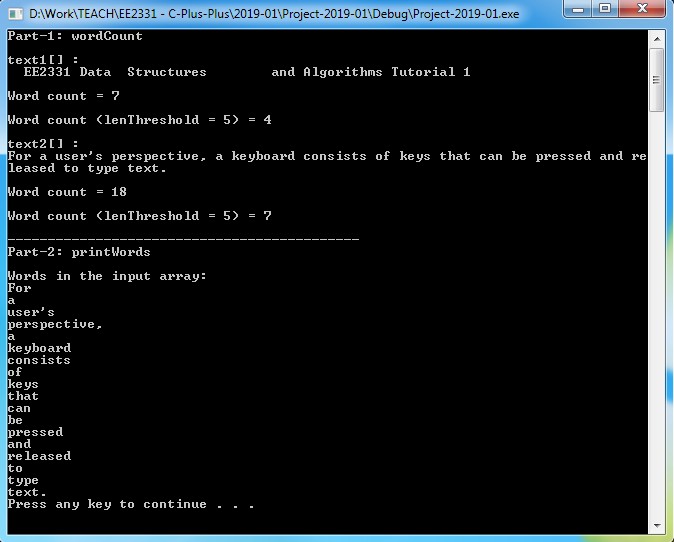 D:\Work\TEACH\EE2331 - C-Plus-Plus\2019-01\Project-2019-01\Debug\Project-2019-01.exe
Part-1: wordCount
text1[] :
  EE2331 Data  Structures        and Algorithms Tutorial 1
Word count = 7
Word count (lenThreshold = 5) = 4
text2[] :
For a user's perspective, a keyboard consists of keys that can be pressed and re
leased to type text.
Word count = 18
Word count (lenThreshold = 5) = 7
____________________________________________
Part-2: printWords
Words in the input array:
For
a
user's
perspective,
a
keyboard
consists
of
keys
that
can
be
pressed
and
released
to
type
text.
Press any key to continue . . .